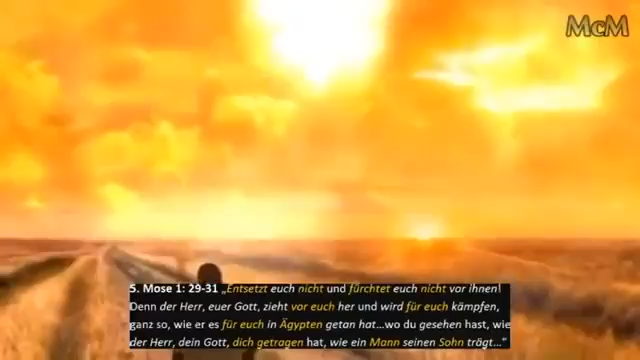 McM
5. Mose 1: 29-31 „Entsetzt euch nicht und fürchtet euch nicht vor ihnen!
Denn der Herr, euer Gott, zieht vor euch her und wird für euch kämpfen,
ganz so, wie er es für euch in Ägypten getan hat…wo du gesehen hast, wie
der Herr, dein Gott, dich getragen hat, wie ein Mann seinen Sohn trägt…"